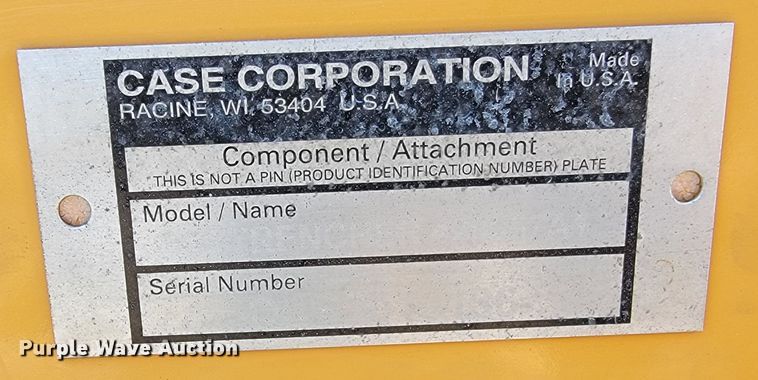 CASE CORPORATION
Made
In U.S.A.
RACINE, WI. 53404 U.S.A.
Component / Attachment
THIS IS NOT A PIN (PRODUCT IDENTIFICATION NUMBER) PLATE
Model / Name
Serial Number
Purple Wave Auction